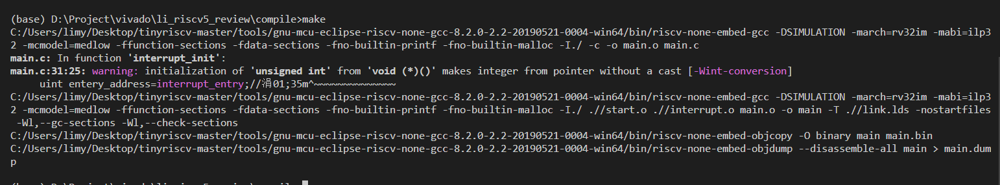 (base) D:\Project\vivado\li_riscv5_review\compile>make
C:/Users/limy/Desktop/tinyriscv-master/tools/gnu-mcu-eclipse-riscv-none-gcc-8.2.0-2.2-20190521-0004-win64/bin/riscv-none-embed-gcc -DSIMULATION -march=rv32im -mabi=ilp3
2 -mcmodel=medlow -ffunction-sections -fdata-sections -fno-builtin-printf -fno-builtin-malloc -I./ -c -o main.o main.c
main.c: In function 'interrupt_init':
main.c:31:25: warning: initialization of 'unsigned int' from 'void (*)()' makes integer from pointer without a cast [-Wint-conversion]
uint entery_address=interrupt_entry;//涓01;35m^~~~~~~~~~~~~~~
C:/Users/limy/Desktop/tinyriscv-master/tools/gnu-mcu-eclipse-riscv-none-gcc-8.2.0-2.2-20190521-0004-win64/bin/riscv-none-embed-gcc -DSIMULATION -march=rv32im -mabi=ilp3
2 -mcmodel=medlow -ffunction-sections -fdata-sections -fno-builtin-printf -fno-builtin-malloc -I./ .//start.o .//interrupt.o main.o -o main -T .//link.lds -nostartfiles
-Wl,--gc-sections -Wl,--check-sections
C:/Users/limy/Desktop/tinyriscv-master/tools/gnu-mcu-eclipse-riscv-none-gcc-8.2.0-2.2-20190521-0004-win64/bin/riscv-none-embed-objcopy -O binary main main.bin
C:/Users/limy/Desktop/tinyriscv-master/tools/gnu-mcu-eclipse-riscv-none-gcc-8.2.0-2.2-20190521-0004-win64/bin/riscv-none-embed-objdump --disassemble-all main > main.dum
p